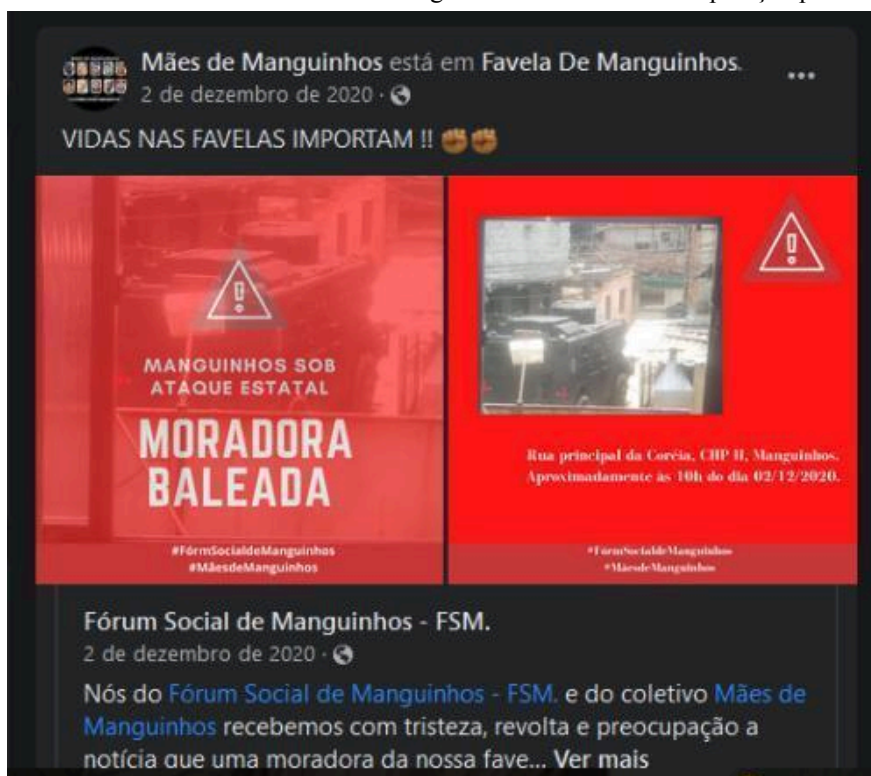 Mães de Manguinhos está em Favela De Manguinhos.
2 de dezembro de 2020 ·
VIDAS NAS FAVELAS IMPORTAM !! ✊🏾✊🏾
MANGUINHOS SOB
ATAQUE ESTATAL
MORADORA
BALEADA
#FórmSocialdeManguinhos
#MãesdeManguinhos
Rua principal da Coréia, CHP II, Manguinhos.
Aproximadamente às 10h do dia 02/12/2020.
#FórmSocialdeManguinhos
#MãesdeManguinhos
Fórum Social de Manguinhos - FSM.
2 de dezembro de 2020 ·
Nós do Fórum Social de Manguinhos - FSM. e do coletivo Mães de
Manguinhos recebemos com tristeza, revolta e preocupação a
notícia que uma moradora da nossa fave... Ver mais